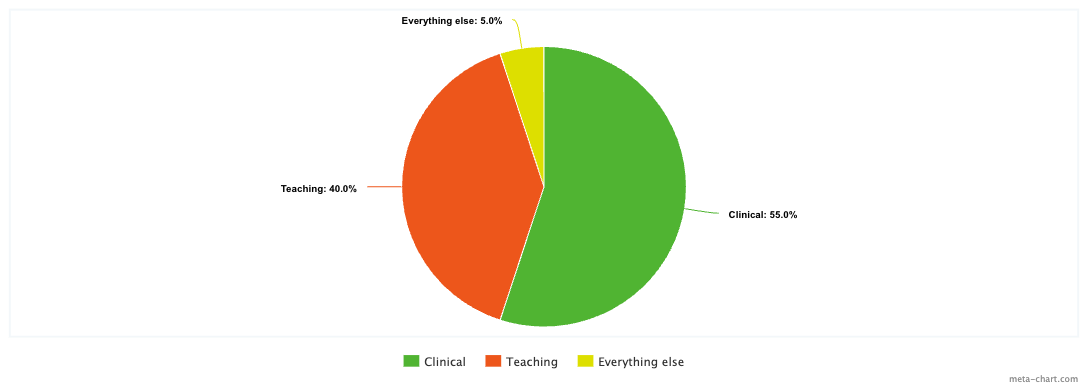 Everything else: 5.0%
Teaching: 40.0%
Clinical: 55.0%
Clinical Teaching Everything else
meta-chart.com